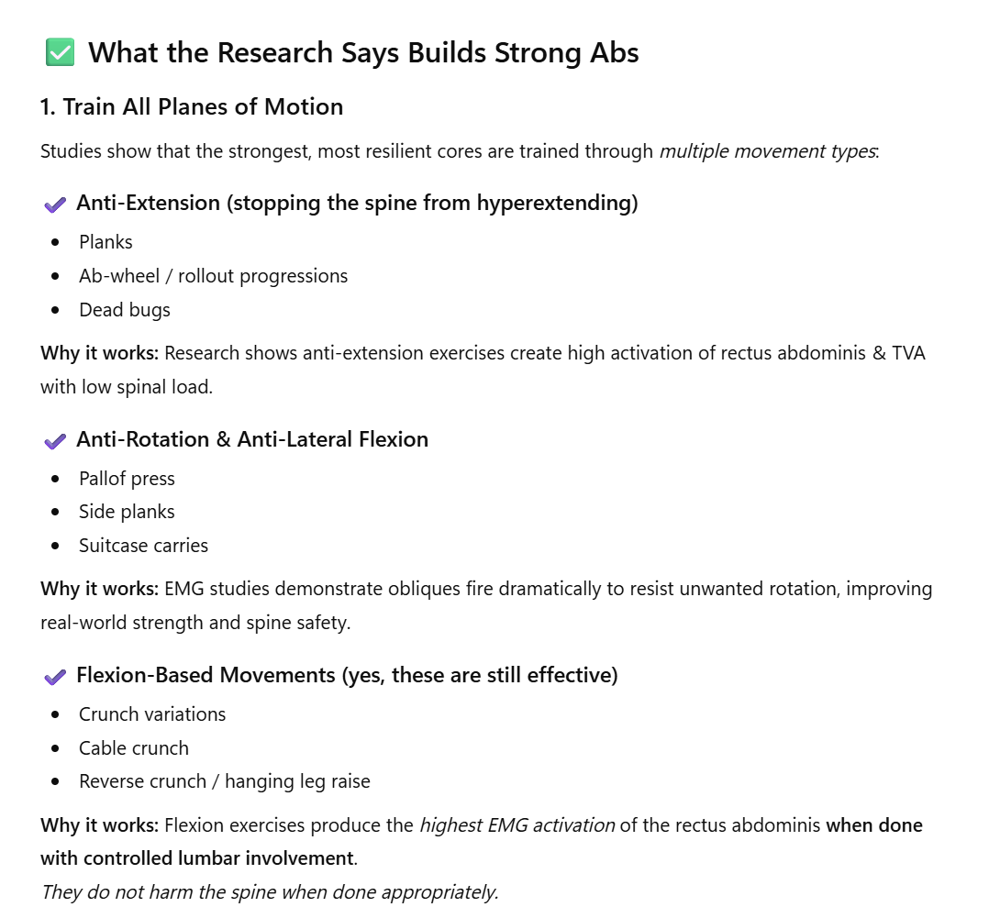 What the Research Says Builds Strong Abs
1. Train All Planes of Motion
Studies show that the strongest, most resilient cores are trained through multiple movement types:
Anti-Extension (stopping the spine from hyperextending)
Planks
Ab-wheel / rollout progressions
Dead bugs
Why it works: Research shows anti-extension exercises create high activation of rectus abdominis & TVA
with low spinal load.
Anti-Rotation & Anti-Lateral Flexion
Pallof press
Side planks
Suitcase carries
Why it works: EMG studies demonstrate obliques fire dramatically to resist unwanted rotation, improving
real-world strength and spine safety.
Flexion-Based Movements (yes, these are still effective)
Crunch variations
Cable crunch
Reverse crunch / hanging leg raise
Why it works: Flexion exercises produce the highest EMG activation of the rectus abdominis when done
with controlled lumbar involvement.
They do not harm the spine when done appropriately.